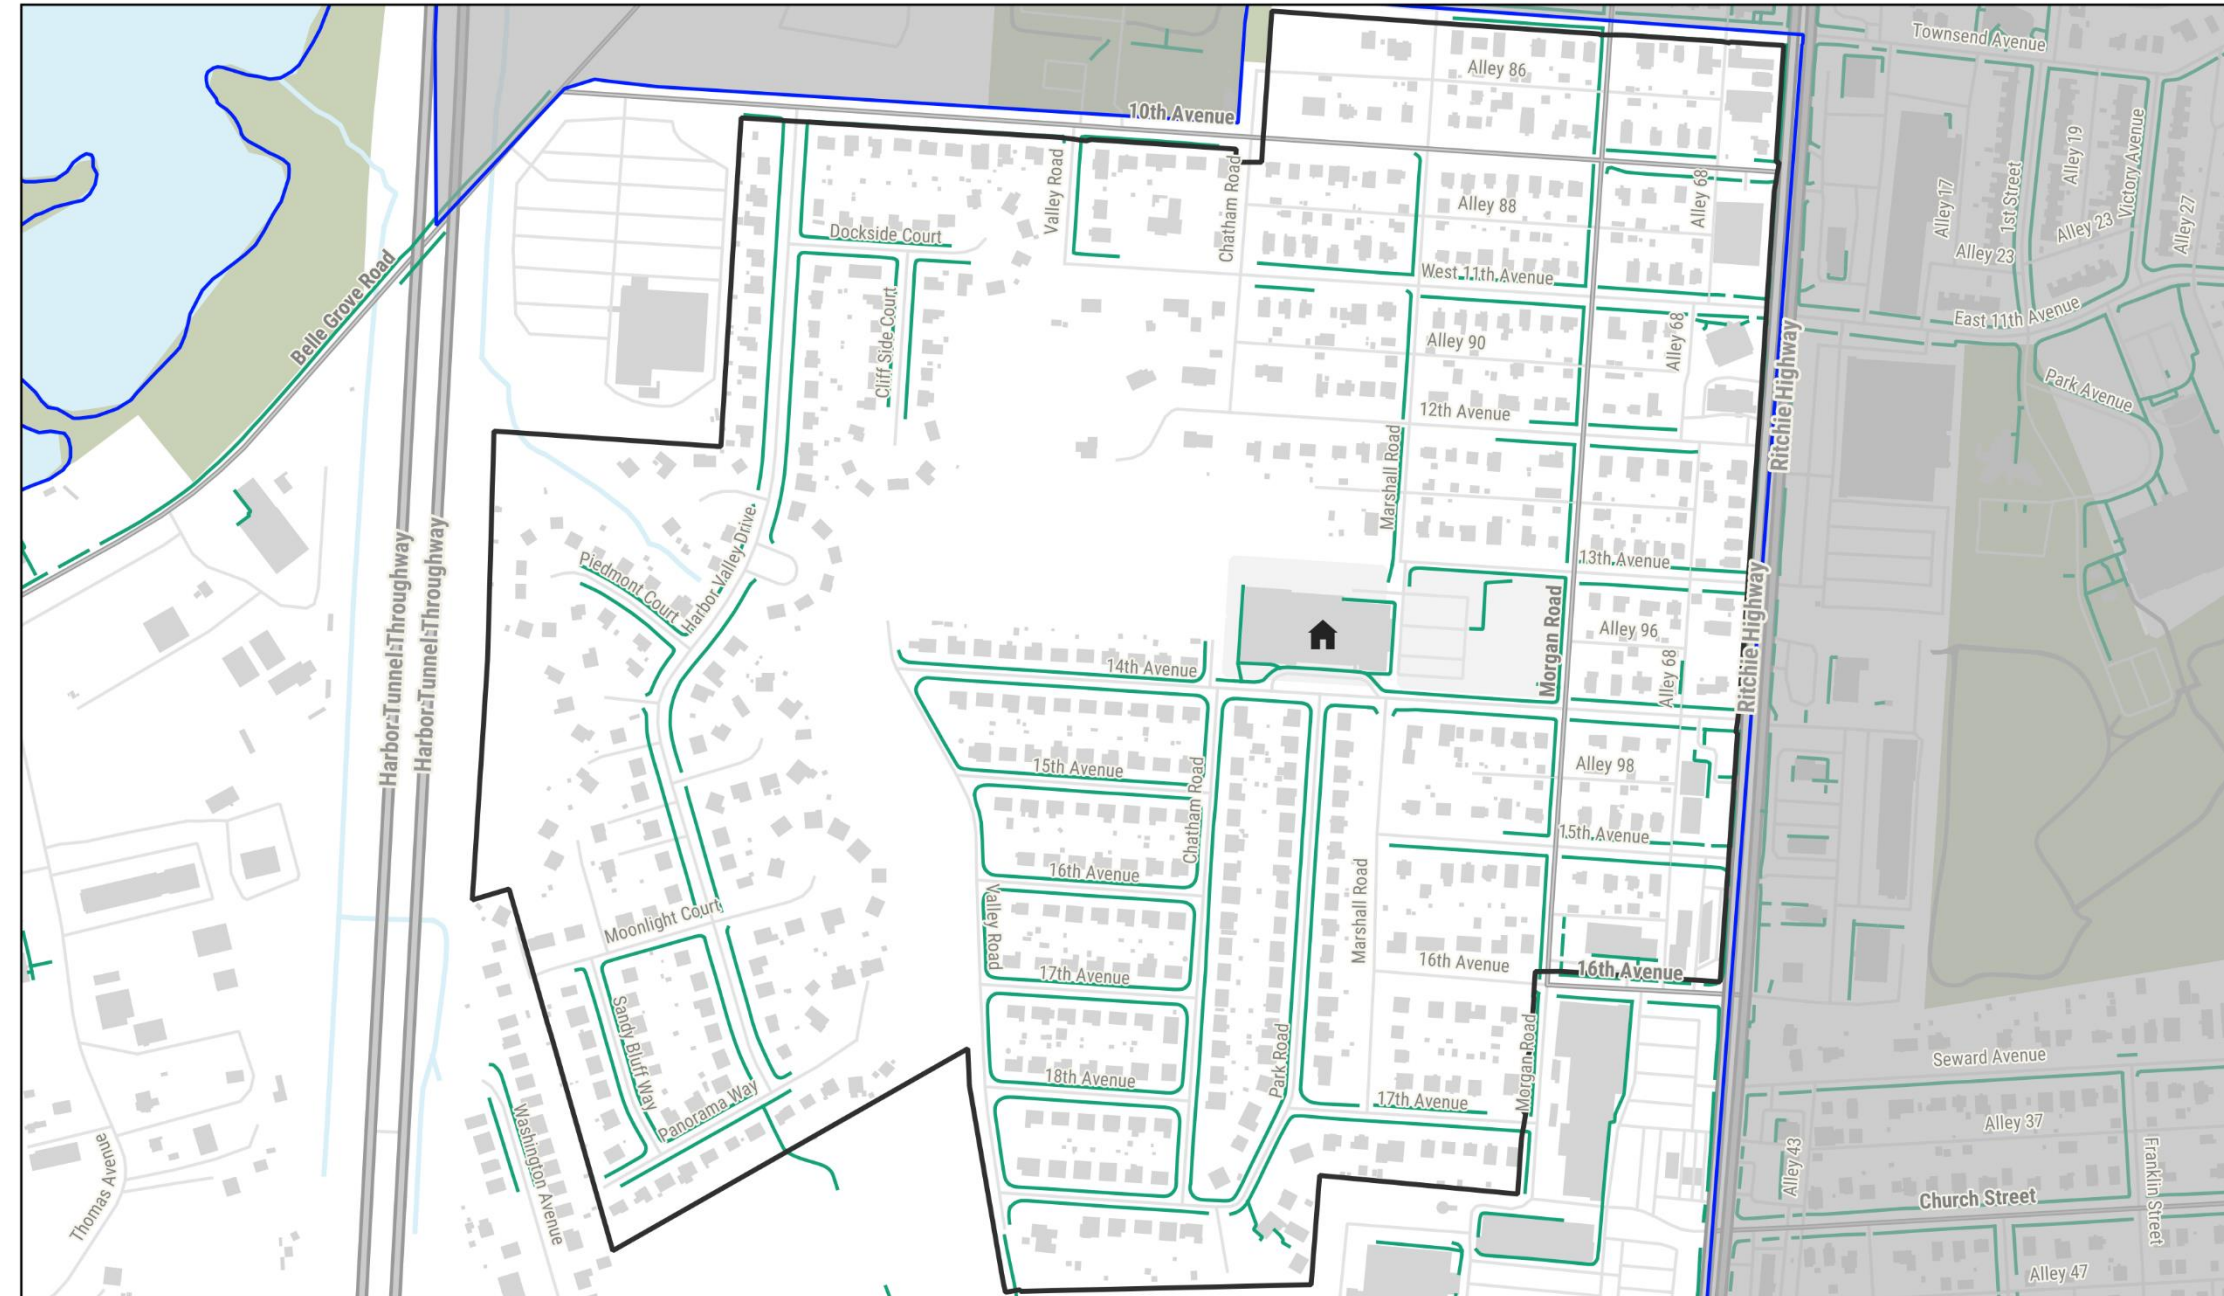 Townsend Avenue
Alley 86
10th Avenue
Alley 19
Victory Avenue
Valley Road
Chatham Road
Alley 68
Alley 88
Alley 17
1st Street
Alley 27
Dockside Court
Alley 23
Alley 23
Belle Grove Road
West 11th Avenue
East 11th Avenue
Cliff Side Court
Alley 90
Alley 68
Ritchie Highway
Park Avenue
12th Avenue
Marshall Road
Harbor Tunnel Throughway
Harbor Tunnel Throughway
Harbor Valley Drive
Piedmont Court
13th Avenue
Ritchie Highway
Morgan Road
Alley 96
14th Avenue
Alley 68
15th Avenue
Alley 98
Chatham Road
15th Avenue
16th Avenue
Marshall Road
Moonlight Court
Valley Road
16th Avenue
16th Avenue
17th Avenue
Sandy Bluff Way
Park Road
Morgan Road
Seward Avenue
18th Avenue
17th Avenue
Panorama Way
Washington Avenue
Alley 37
Thomas Avenue
Alley 43
Church Street
Franklin Street
Alley 47